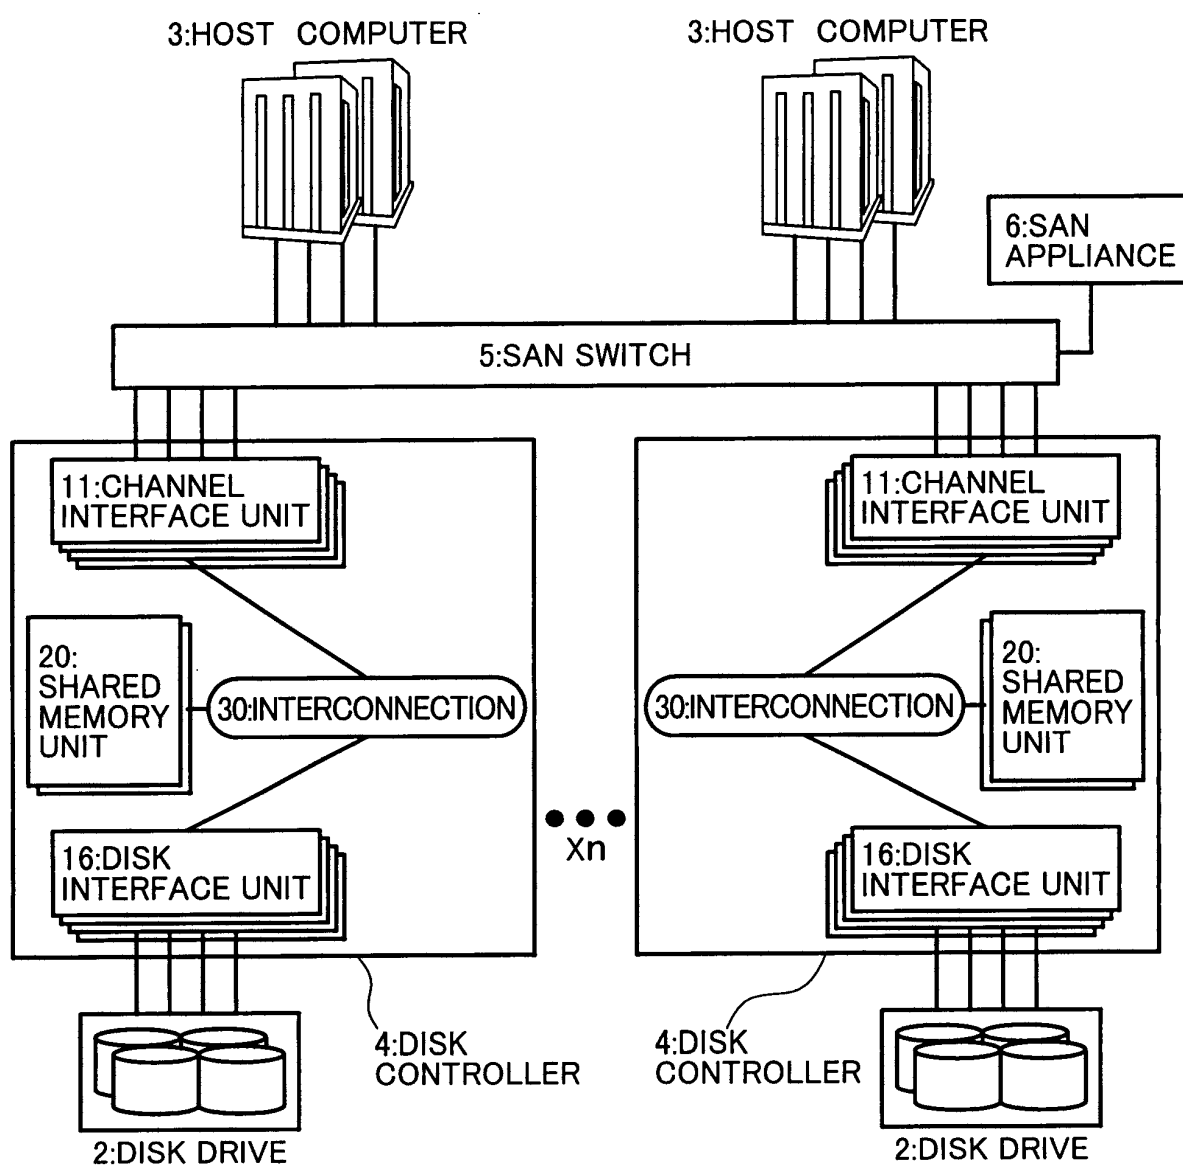 3:HOST COMPUTER
3:HOST COMPUTER
6:SAN
APPLIANCE
5:SAN SWITCH
11:CHANNEL
INTERFACE UNIT
11:CHANNEL
INTERFACE UNIT
20:
SHARED
MEMORY
UNIT
30:INTERCONNECTION
30:INTERCONNECTION
20:
SHARED
MEMORY
UNIT
Xn
16:DISK
INTERFACE UNIT
16:DISK
INTERFACE UNIT
4:DISK
CONTROLLER
4:DISK
CONTROLLER
2:DISK DRIVE
2:DISK DRIVE